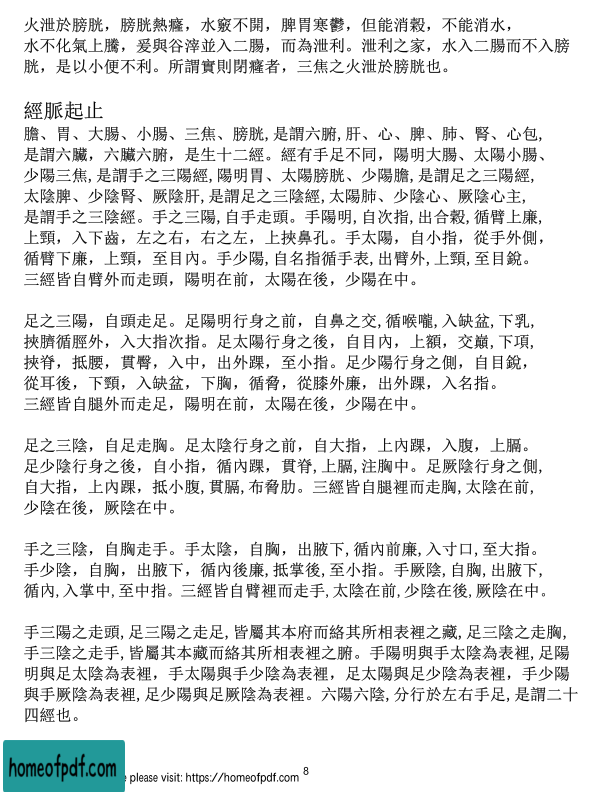 火泄於膀胱，膀胱熱癃，水竅不開，脾胃寒鬱，但能消穀，不能消水，
水不化氣上騰，爰與谷滓並入二腸，而為泄利。泄利之家，水入二腸而不入膀
胱，是以小便不利。所謂實則閉癃者，三焦之火泄於膀胱也。
經脈起止
膽、胃、大腸、小腸、三焦、膀胱,是謂六腑,肝、心、脾、肺、腎、心包,
是謂六臟，六臟六腑，是生十二經。經有手足不同，陽明大腸、太陽小腸、
少陽三焦,是謂手之三陽經,陽明胃、太陽膀胱、少陽膽,是謂足之三陽經,
太陰脾、少陰腎、厥陰肝,是謂足之三陰經,太陽肺、少陰心、厥陰心主,
是謂手之三陰經。手之三陽,自手走頭。手陽明,自次指,出合穀,循臂上廉,
上頸，入下齒，左之右，右之左，上挾鼻孔。手太陽，自小指，從手外側，
循臂下廉，上頸，至目內。手少陽,自名指循手表,出臂外,上頸,至目銳。
三經皆自臂外而走頭，陽明在前，太陽在後，少陽在中。
足之三陽，自頭走足。足陽明行身之前，自鼻之交,循喉嚨,入缺盆,下乳,
挾臍循脛外，入大指次指。足太陽行身之後，自目內，上額，交巔,下項,
挾脊，抵腰，貫臀，入中，出外踝，至小指。足少陽行身之側，自目銳，
從耳後，下頸，入缺盆，下胸，循脅，從膝外廉，出外踝，入名指。
三經皆自腿外而走足，陽明在前，太陽在後，少陽在中。
足之三陰，自足走胸。足太陰行身之前，自大指，上內踝，入腹，上膈。
足少陰行身之後，自小指，循內踝，貫脊,上膈,注胸中。足厥陰行身之側,
自大指，上內踝，抵小腹,貫膈,布脅肋。三經皆自腿裡而走胸,太陰在前,
少陰在後，厥陰在中。
手之三陰，自胸走手。手太陰，自胸，出腋下,循內前廉,入寸口,至大指。
手少陰，自胸，出腋下，循內後廉,抵掌後,至小指。手厥陰,自胸,出腋下,
循內,入掌中,至中指。三經皆自臂裡而走手,太陰在前,少陰在後,厥陰在中。
手三陽之走頭,足三陽之走足,皆屬其本府而絡其所相表裡之藏,足三陰之走胸,
手三陰之走手,皆屬其本藏而絡其所相表裡之腑。手陽明與手太陰為表裡,足陽
明與足太陰為表裡，手太陽與手少陰為表裡，足太陽與足少陰為表裡，手少陽
與手厥陰為表裡,足少陽與足厥陰為表裡。六陽六陰,分行於左右手足,是謂二十
四經也。
homeofpdf.com
please visit: https://homeofpdf.com 8